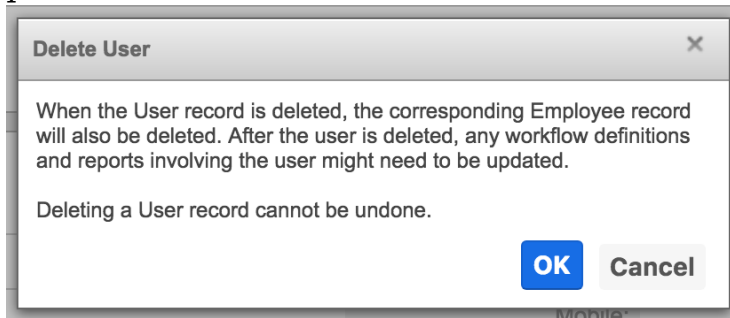 Delete User
×
When the User record is deleted, the corresponding Employee record
will also be deleted. After the user is deleted, any workflow definitions
and reports involving the user might need to be updated.
Deleting a User record cannot be undone.
OK Cancel
Mobile: